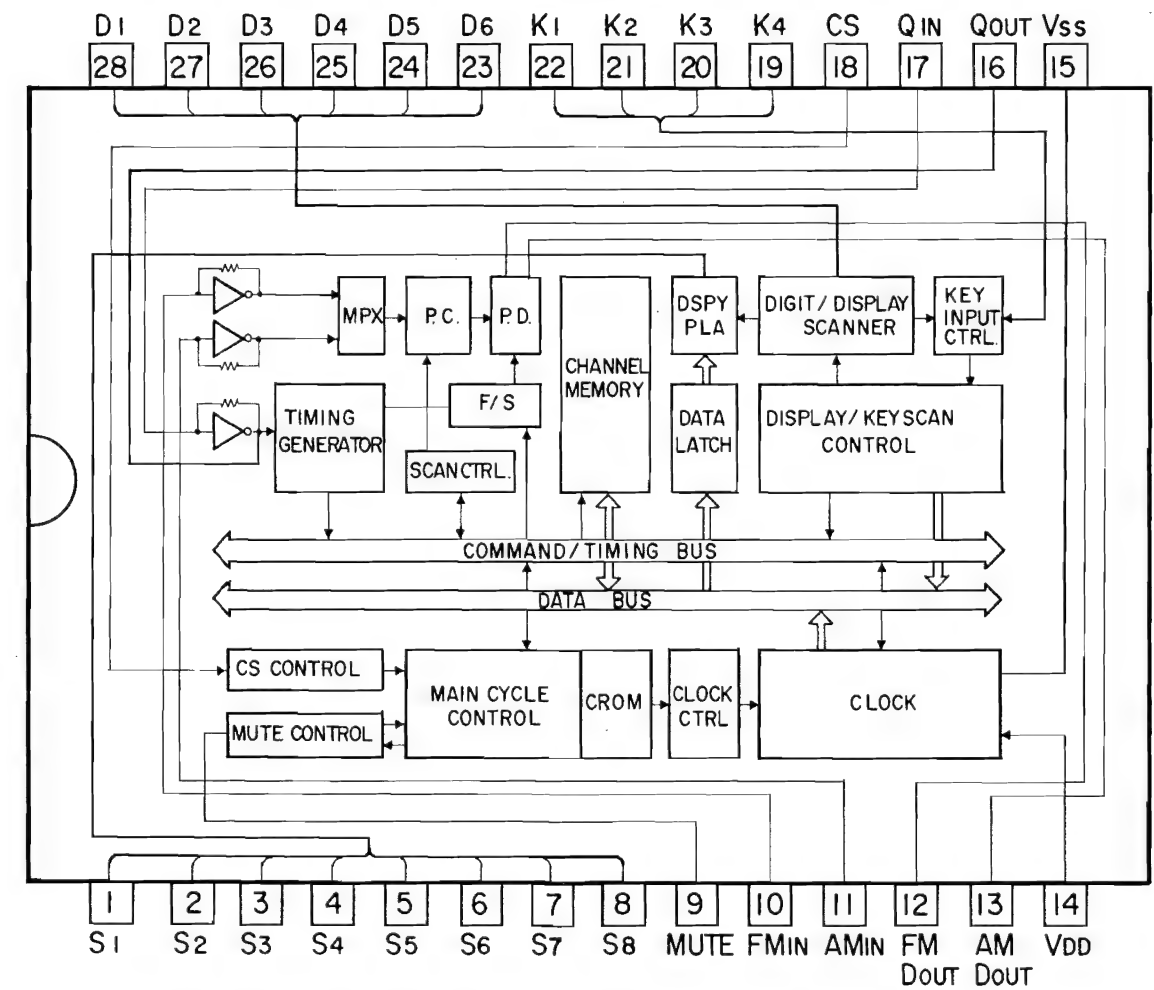 D1 D2 D3 D4 D5 D6 K1 K2 K3 K4 CS QIN QOUT VSS
28 27 26 25 24 23 22 21 20 19 18 17 16 15
MPX
P.C.
P.D.
CHANNEL
MEMORY
DSPY
PLA
DIGIT/DISPLAY
SCANNER
KEY
INPUT
CTRL.
TIMING
GENERATOR
F/S
SCAN CTRL.
DATA
LATCH
DISPLAY/KEYSCAN
CONTROL
COMMAND/TIMING BUS
DATA BUS
CS CONTROL
MUTE CONTROL
MAIN CYCLE
CONTROL
CROM
CLOCK
CTRL
CLOCK
1 2 3 4 5 6 7 8 9 10 11 12 13 14
S1 S2 S3 S4 S5 S6 S7 S8 MUTE FMIN AMIN FM AM VDD
DOUT DOUT